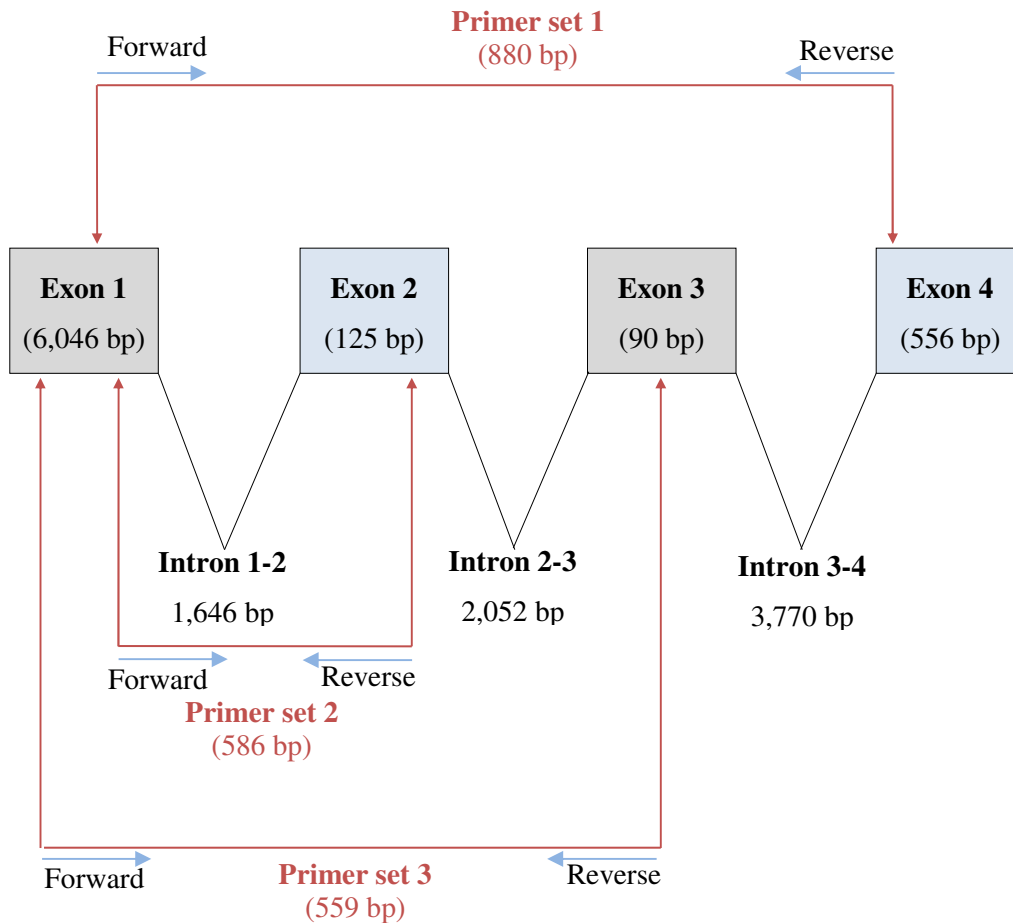 Primer set 1
Forward
(880 bp)
Reverse
Exon 1
(6,046 bp)
Exon 2
(125 bp)
Exon 3
(90 bp)
Exon 4
(556 bp)
Intron 1-2
1,646 bp
Intron 2-3
2,052 bp
Intron 3-4
3,770 bp
Forward
Reverse
Primer set 2
(586 bp)
Forward
Primer set 3
Reverse
(559 bp)